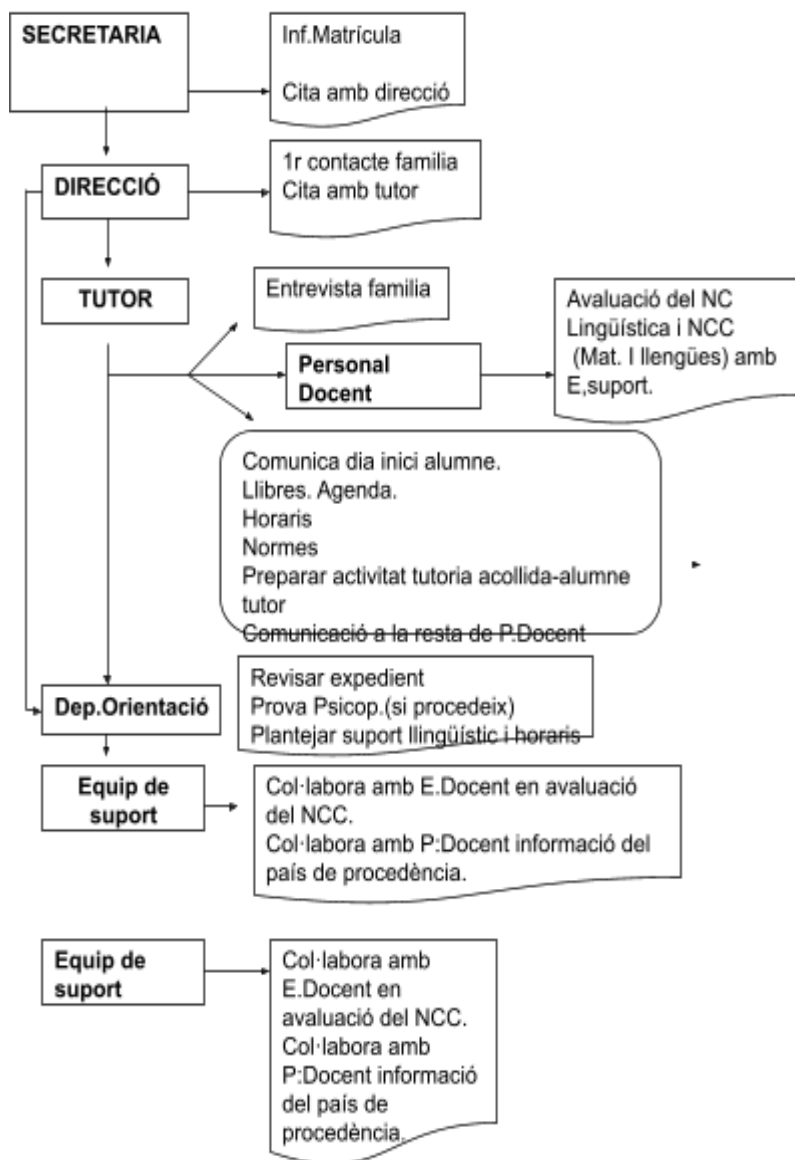 SECRETARIA
Inf.Matrícula
Cita amb direcció
DIRECCIÓ
1r contacte familia
Cita amb tutor
TUTOR
Entrevista familia
Personal
Docent
Avaluació del NC
Lingüística i NCC
(Mat. I llengües) amb
E,suport.
Comunica dia inici alumne.
Llibres. Agenda.
Horaris
Normes
Preparar activitat tutoria acollida-alumne
tutor
Comunicació a la resta de P.Docent
Dep.Orientació
Revisar expedient
Prova Psicop.(si procedeix)
Plantejar suport llingüístic i horaris
Equip de
suport
Col·labora amb E.Docent en avaluació
del NCC.
Col·labora amb P:Docent informació del
país de procedència.
Equip de
suport
Col·labora amb
E.Docent en
avaluació del NCC.
Col·labora amb
P:Docent informació
del país de
procedència.